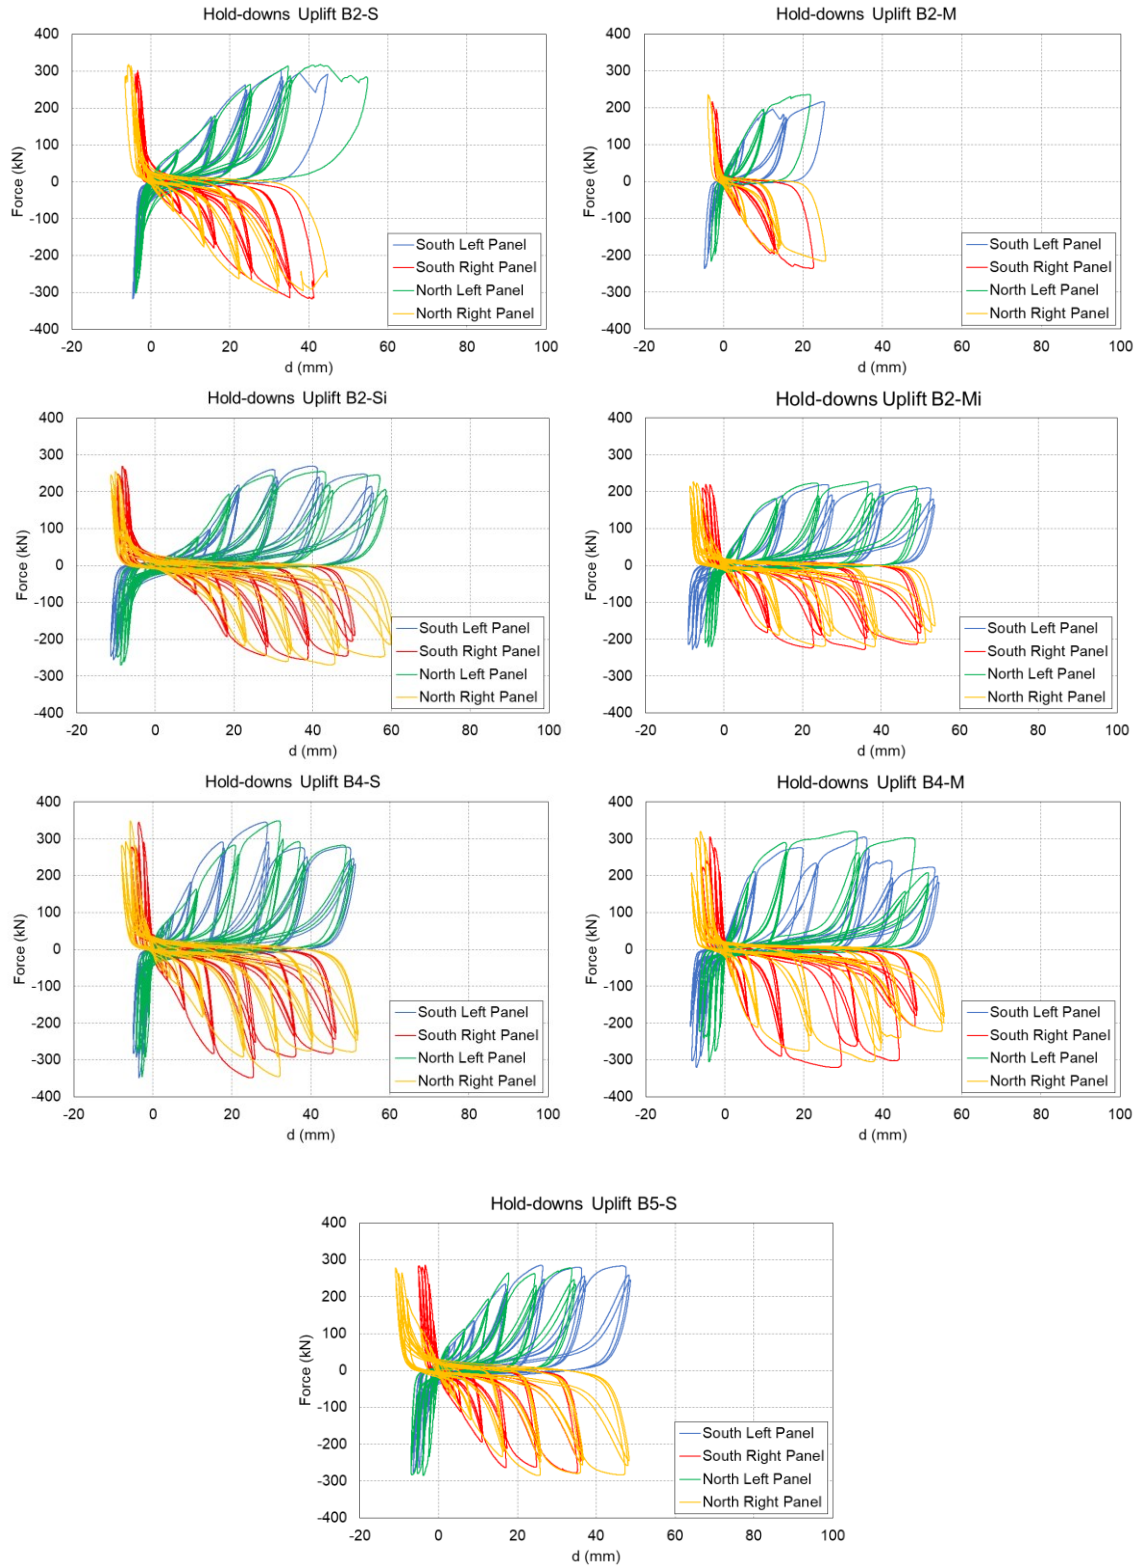 Hold-downs Uplift B2-S
400
300
200
100
0
-100
-200
-300
-400
Force (kN)
-20 0 20 40 60 80 100
d (mm)
South Left Panel
South Right Panel
North Left Panel
North Right Panel
Hold-downs Uplift B2-M
400
300
200
100
0
-100
-200
-300
-400
Force (kN)
-20 0 20 40 60 80 100
d (mm)
South Left Panel
South Right Panel
North Left Panel
North Right Panel
Hold-downs Uplift B2-Si
400
300
200
100
0
-100
-200
-300
-400
Force (kN)
-20 0 20 40 60 80 100
d (mm)
South Left Panel
South Right Panel
North Left Panel
North Right Panel
Hold-downs Uplift B2-Mi
400
300
200
100
0
-100
-200
-300
-400
Force (kN)
-20 0 20 40 60 80 100
d (mm)
South Left Panel
South Right Panel
North Left Panel
North Right Panel
Hold-downs Uplift B4-S
400
300
200
100
0
-100
-200
-300
-400
Force (kN)
-20 0 20 40 60 80 100
d (mm)
South Left Panel
South Right Panel
North Left Panel
North Right Panel
Hold-downs Uplift B4-M
400
300
200
100
0
-100
-200
-300
-400
Force (kN)
-20 0 20 40 60 80 100
d (mm)
South Left Panel
South Right Panel
North Left Panel
North Right Panel
Hold-downs Uplift B5-S
400
300
200
100
0
-100
-200
-300
-400
Force (kN)
-20 0 20 40 60 80 100
d (mm)
South Left Panel
South Right Panel
North Left Panel
North Right Panel